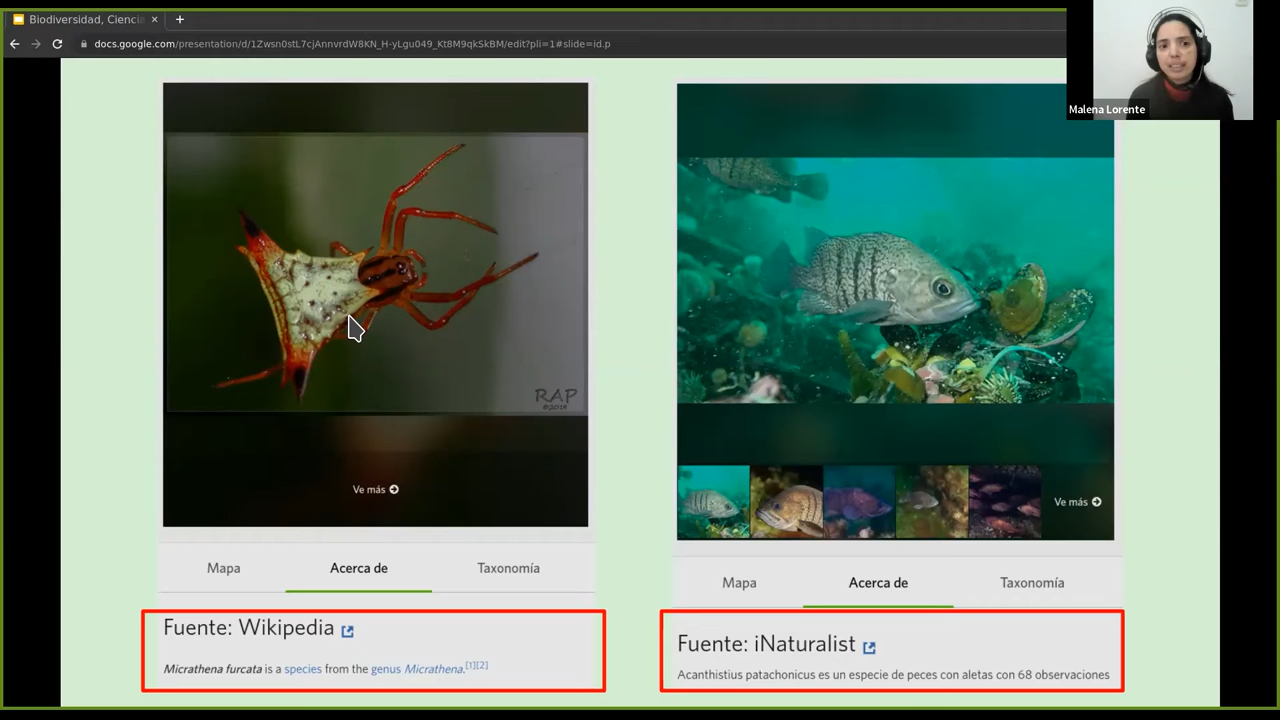 Biodiversidad, Ciencia
docs.google.com/presentation/d/1Zwsn0stL7cjAnnvrdW8KN_H-yLgu049_Kt8M9qkSkBM/edit?pli=1#slide=id.p
Malena Lorente
RAP
©2019
Ve más
Ve más
Mapa
Acerca de
Taxonomía
Fuente: Wikipedia
Micrathena furcata is a species from the genus Micrathena.[1][2]
Mapa
Acerca de
Taxonomía
Fuente: iNaturalist
Acanthistius patachonicus es un especie de peces con aletas con 68 observaciones